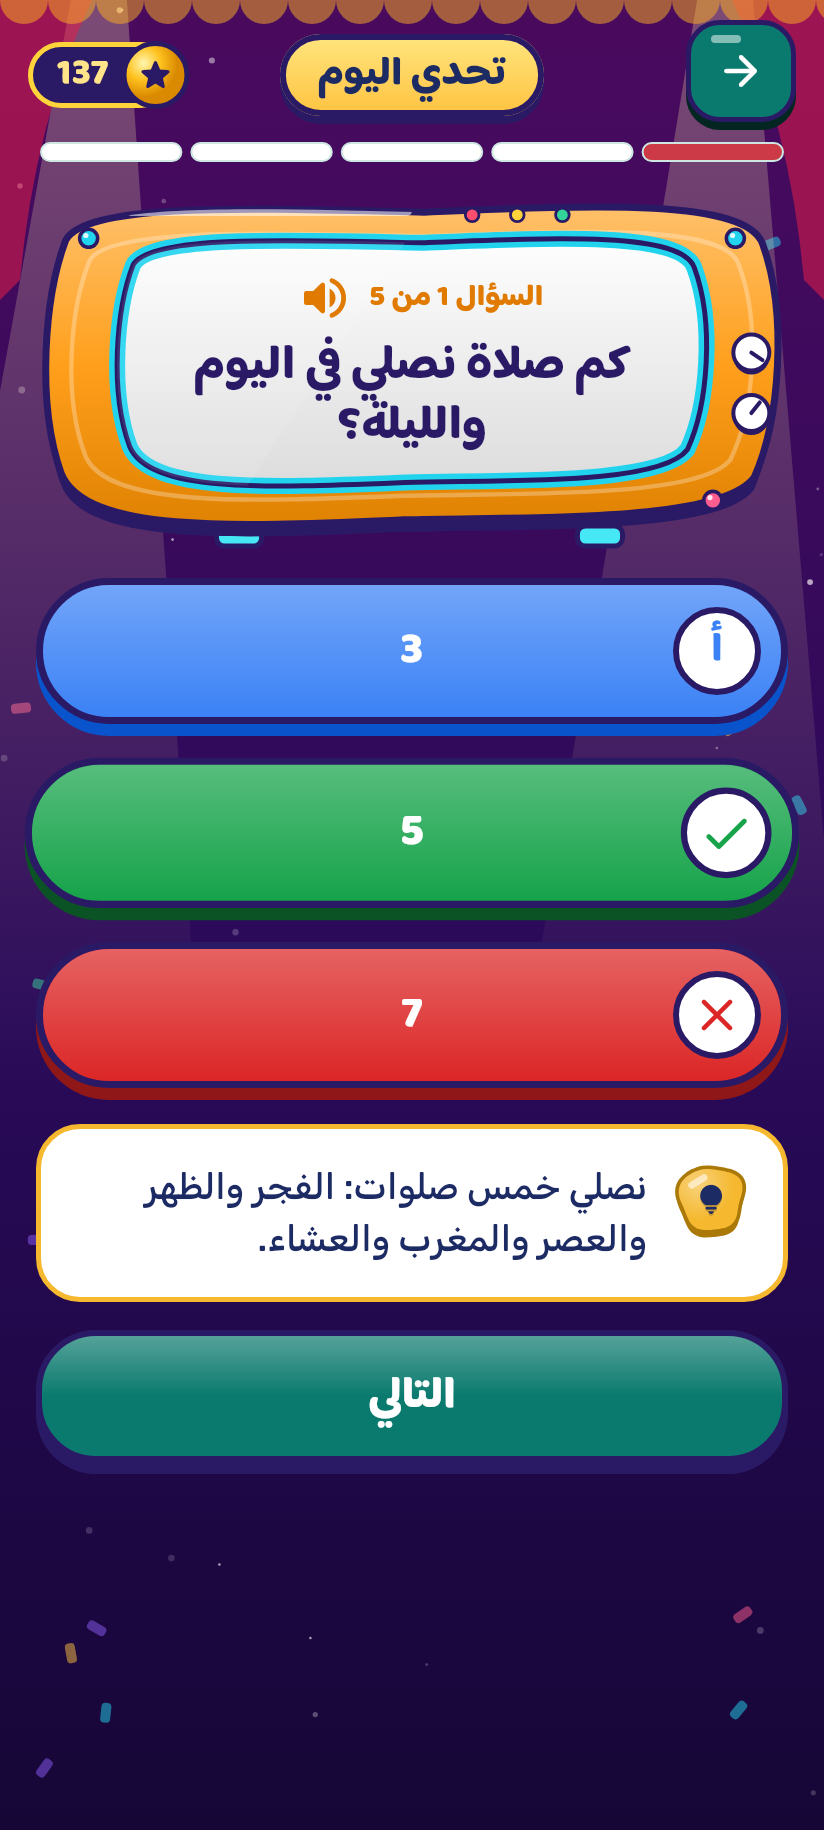 تحدي اليوم
137
السؤال 1 من 5
كم صلاة نصلي في اليوم
والليلة؟
أ
3
5
7
نصلي خمس صلوات: الفجر والظهر
والعصر والمغرب والعشاء.
التالي